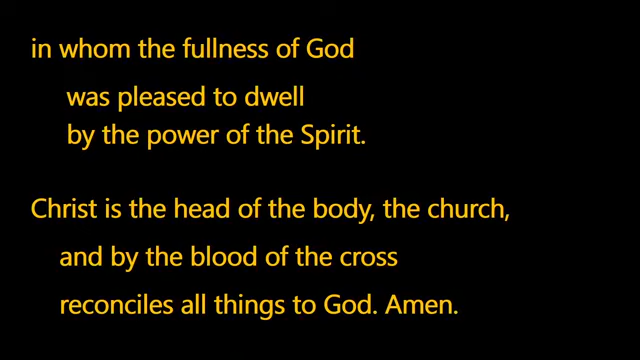 in whom the fullness of God
was pleased to dwell
by the power of the Spirit.
Christ is the head of the body, the church,
and by the blood of the cross
reconciles all things to God. Amen.